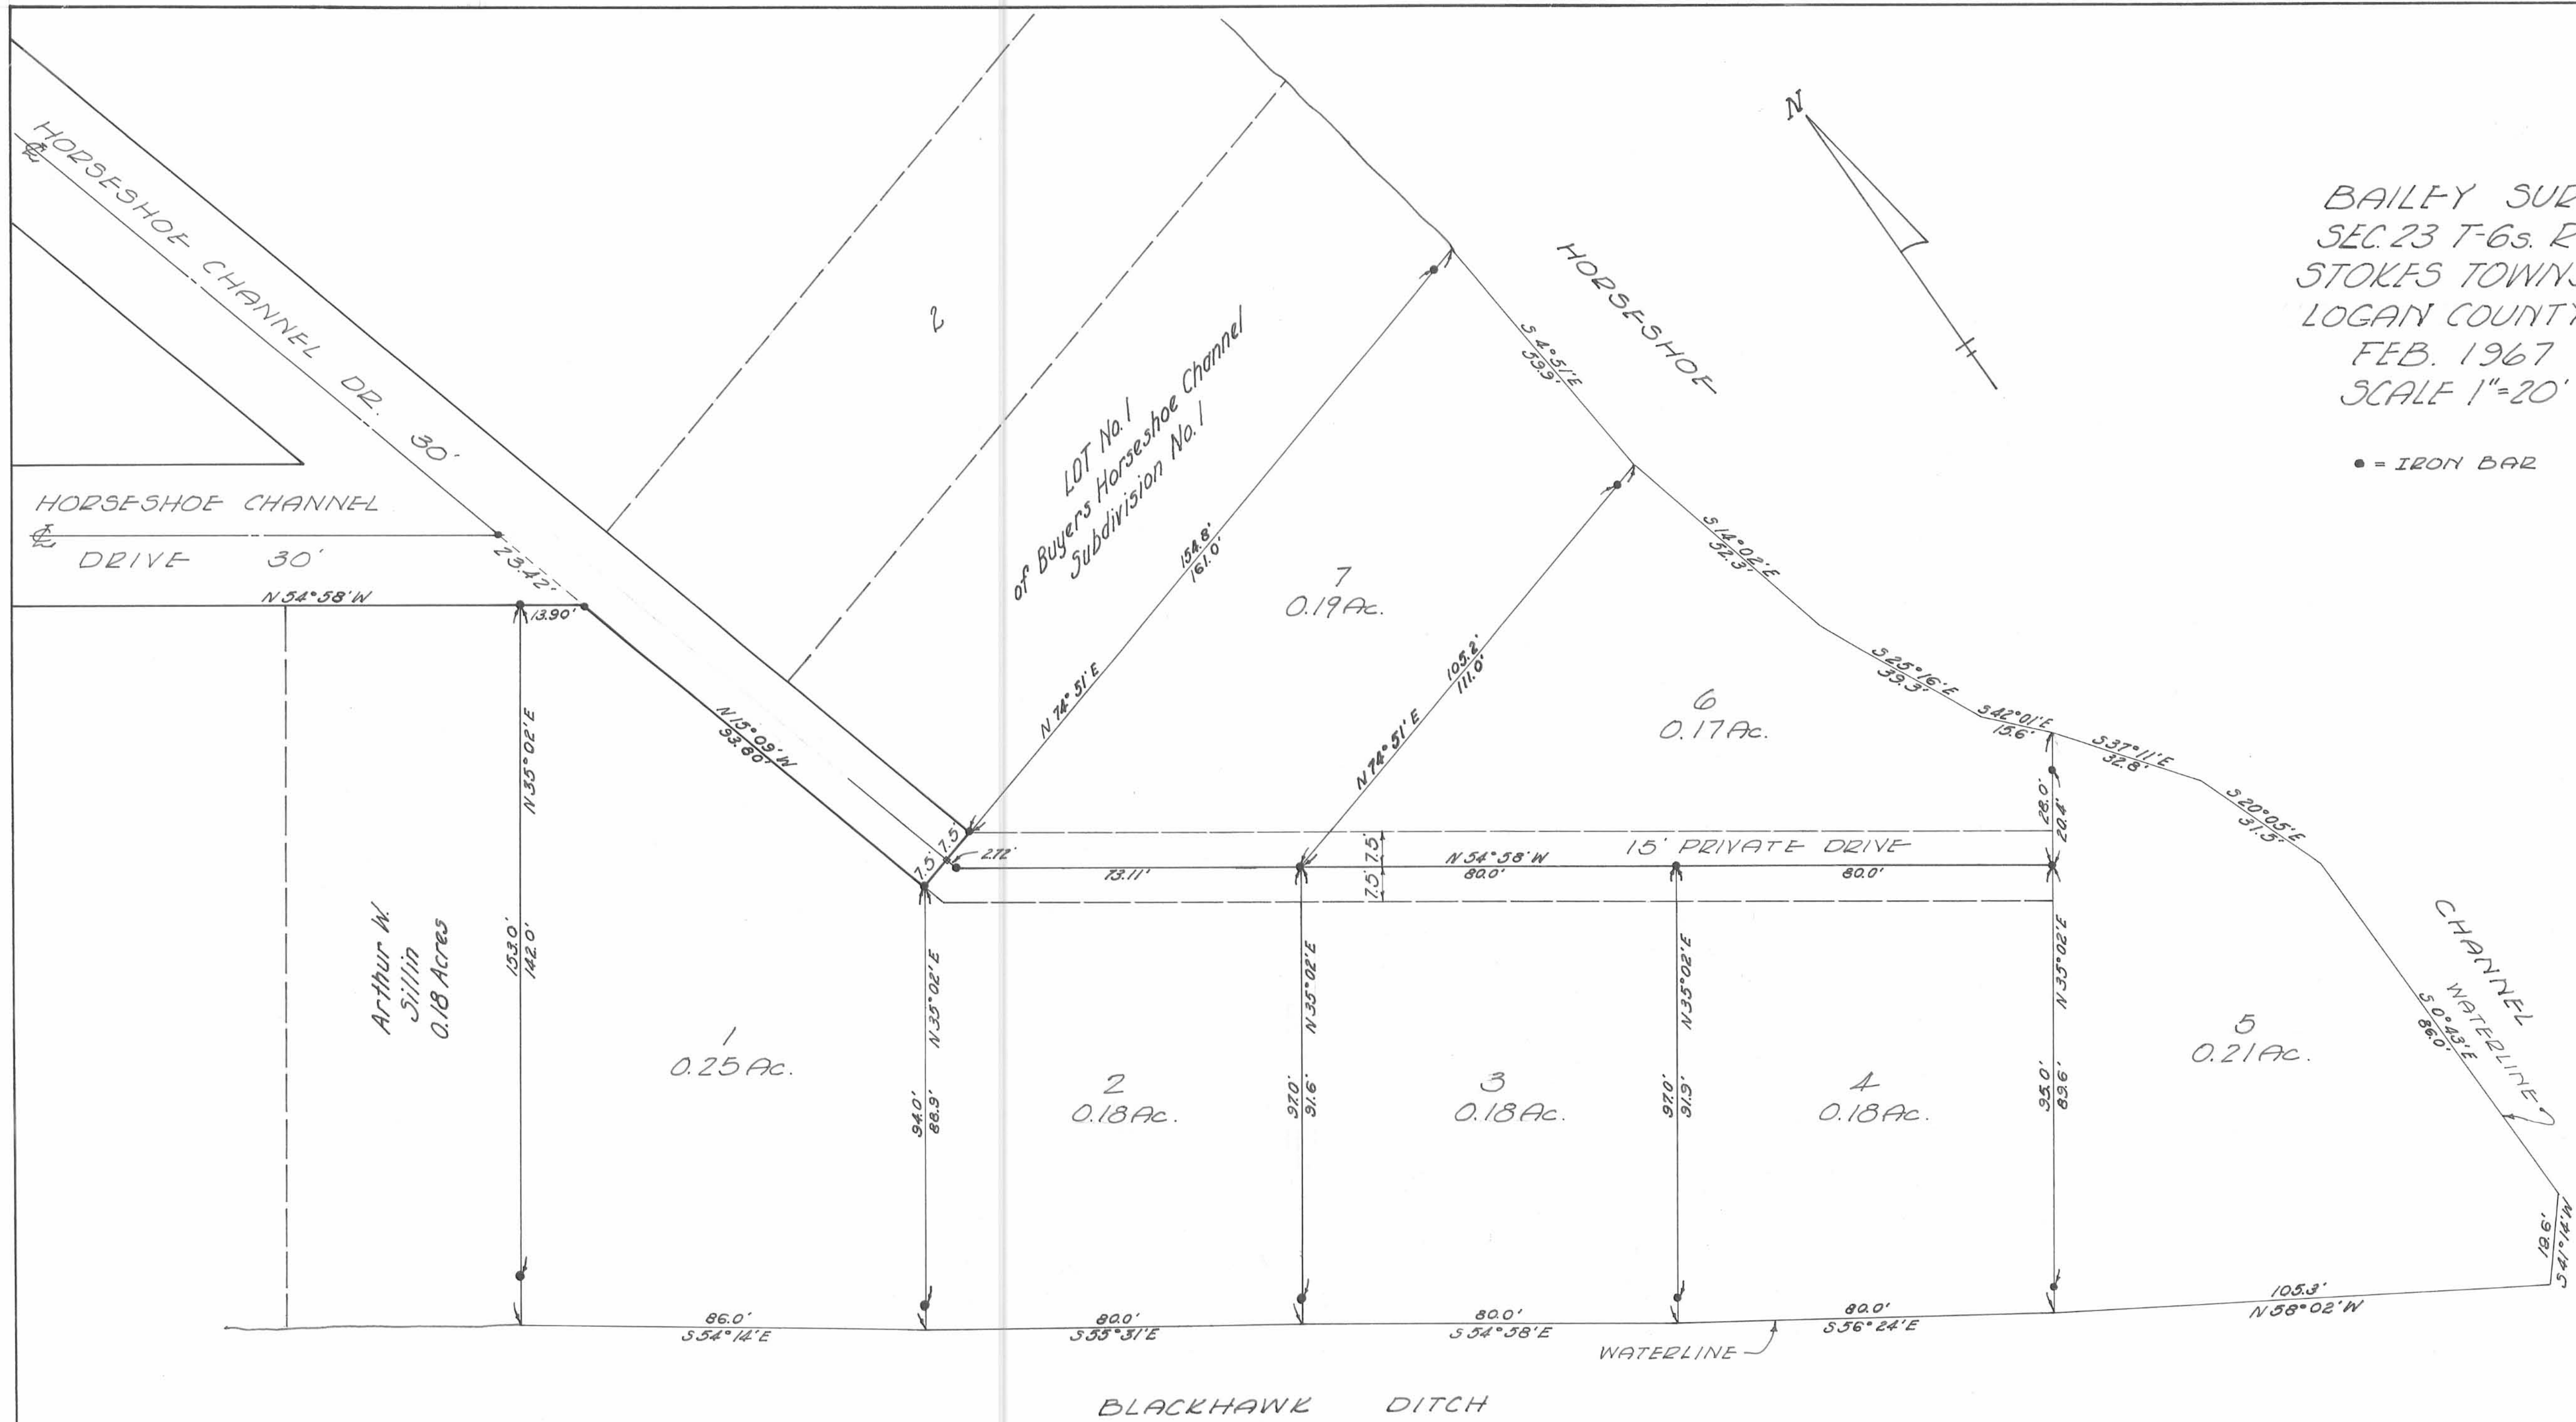 N
BAILEY SUR
SEC. 23 T-6s. R
STOKES TOWNS
LOGAN COUNTY
FEB. 1967
SCALE 1"=20'
● = IRON BAR
HORSESHOE CHANNEL DR. 30'
HORSESHOE CHANNEL
DRIVE 30'
23.42'
N 54°58'W
13.90'
2
LOT No. 1
of Buyers Horseshoe Channel
Subdivision No. 1
HORSESHOE
S 4°51'E
59.9'
S 14°02'E
52.3'
S 25°16'E
39.3'
S 42°01'E
15.6'
S 37°11'E
32.8'
S 20°05'E
31.5'
CHANNEL
WATERLINE
S 0°43'E
86.0'
S 41°14'W
154.8'
161.0'
N 74°51'E
7
0.19 Ac.
105.2'
111.0'
N 74°51'E
6
0.17 Ac.
N 15°09'W
93.80'
7.5'
7.5'
2.72'
73.11'
7.5'
7.5'
N 54°58'W
80.0'
15' PRIVATE DRIVE
80.0'
28.0'
20.4'
Arthur W.
Sillin
0.18 Acres
N 35°02'E
153.0'
142.0'
1
0.25 Ac.
N 35°02'E
94.0'
88.9'
2
0.18 Ac.
N 35°02'E
97.0'
91.6'
3
0.18 Ac.
N 35°02'E
97.0'
91.9'
4
0.18 Ac.
N 35°02'E
95.0'
89.6'
5
0.21 Ac.
86.0'
S 54°14'E
80.0'
S 55°31'E
80.0'
S 54°58'E
80.0'
S 56°24'E
105.3'
N 58°02'W
WATERLINE
BLACKHAWK DITCH